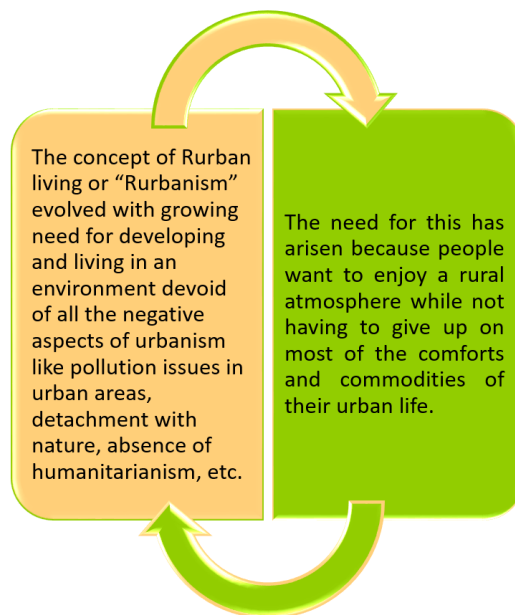 The concept of Rurban
living or “Rurbanism”
evolved with growing
need for developing
and living in an
environment devoid
of all the negative
aspects of urbanism
like pollution issues in
urban areas,
detachment with
nature, absence of
humanitarianism, etc.
The need for this has
arisen because people
want to enjoy a rural
atmosphere while not
having to give up on
most of the comforts
and commodities of
their urban life.